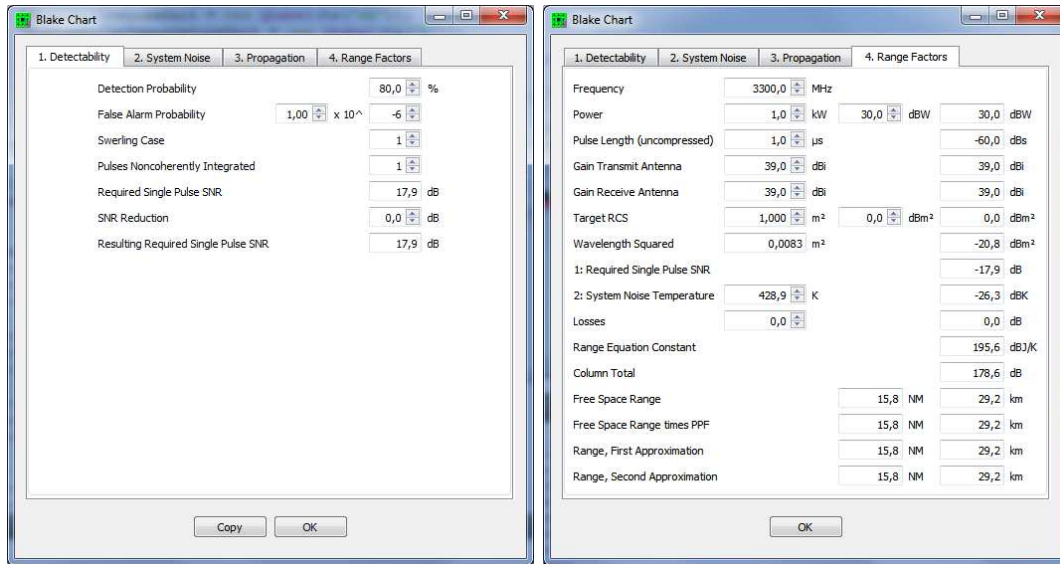 Blake Chart
1. Detectability 2. System Noise 3. Propagation 4. Range Factors
Detection Probability 80,0 %
False Alarm Probability 1,00 x 10^ -6
Swerling Case 1
Pulses Noncoherently Integrated 1
Required Single Pulse SNR 17,9 dB
SNR Reduction 0,0 dB
Resulting Required Single Pulse SNR 17,9 dB
Copy OK
Blake Chart
1. Detectability 2. System Noise 3. Propagation 4. Range Factors
Frequency 3300,0 MHz
Power 1,0 kW 30,0 dBW 30,0 dBW
Pulse Length (uncompressed) 1,0 µs -60,0 dBs
Gain Transmit Antenna 39,0 dBi 39,0 dBi
Gain Receive Antenna 39,0 dBi 39,0 dBi
Target RCS 1,000 m² 0,0 dBm² 0,0 dBm²
Wavelength Squared 0,0083 m² -20,8 dBm²
1: Required Single Pulse SNR -17,9 dB
2: System Noise Temperature 428,9 K -26,3 dBK
Losses 0,0 0,0 dB
Range Equation Constant 195,6 dBJ/K
Column Total 178,6 dB
Free Space Range 15,8 NM 29,2 km
Free Space Range times PPF 15,8 NM 29,2 km
Range, First Approximation 15,8 NM 29,2 km
Range, Second Approximation 15,8 NM 29,2 km
OK